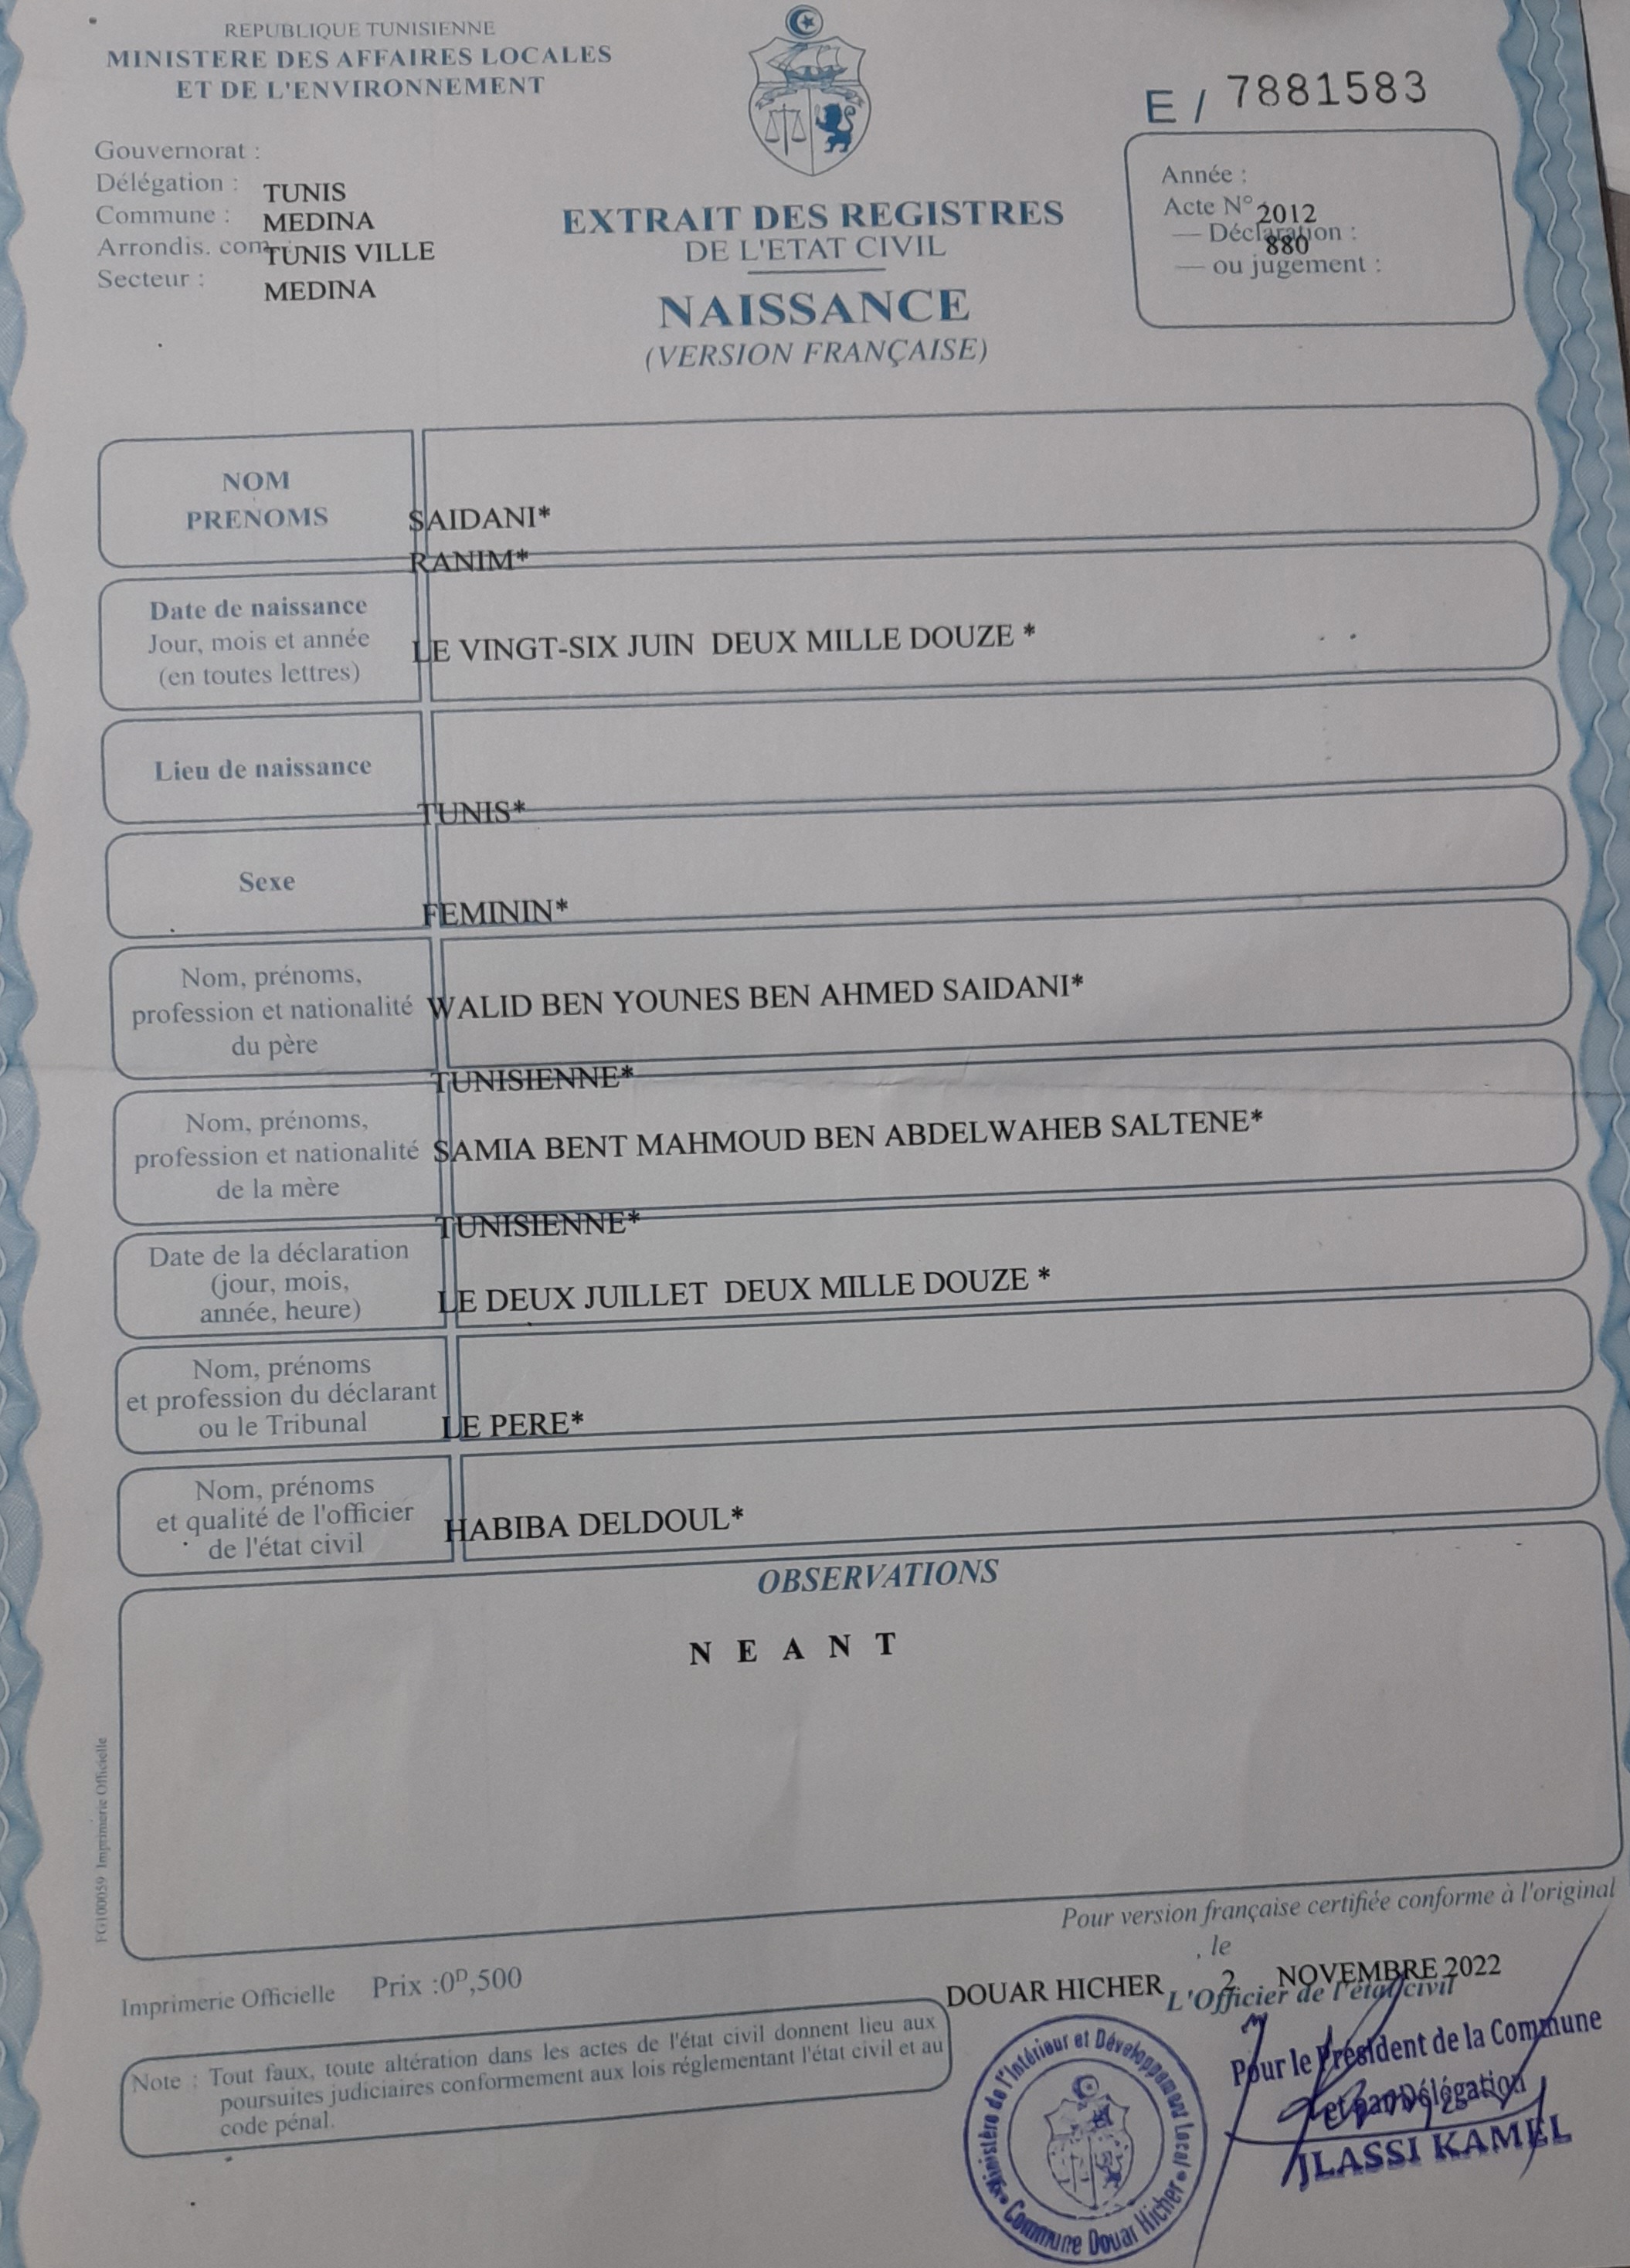 REPUBLIQUE TUNISIENNE
MINISTERE DES AFFAIRES LOCALES
ET DE L'ENVIRONNEMENT
E / 7881583
Gouvernorat :
Délégation : TUNIS
Commune : MEDINA
Arrondis. com. : TUNIS VILLE
Secteur : MEDINA
EXTRAIT DES REGISTRES
DE L'ETAT CIVIL
NAISSANCE
(VERSION FRANÇAISE)
Année :
Acte N° 2012
— Déclaration :
880
— ou jugement :
NOM
PRENOMS
SAIDANI*
RANIM*
Date de naissance
Jour, mois et année
(en toutes lettres)
LE VINGT-SIX JUIN DEUX MILLE DOUZE *
Lieu de naissance
TUNIS*
Sexe
FEMININ*
Nom, prénoms,
profession et nationalité
du père
WALID BEN YOUNES BEN AHMED SAIDANI*
TUNISIENNE*
Nom, prénoms,
profession et nationalité
de la mère
SAMIA BENT MAHMOUD BEN ABDELWAHEB SALTENE*
TUNISIENNE*
Date de la déclaration
(jour, mois,
année, heure)
LE DEUX JUILLET DEUX MILLE DOUZE *
Nom, prénoms
et profession du déclarant
ou le Tribunal
LE PERE*
Nom, prénoms
et qualité de l'officier
de l'état civil
HABIBA DELDOUL*
OBSERVATIONS
N E A N T
FG100059 Imprimerie Officielle
Pour version française certifiée conforme à l'original
, le
DOUAR HICHER 2 NOVEMBRE 2022
L'Officier de l'état civil
Imprimerie Officielle Prix :0D,500
Note : Tout faux, toute altération dans les actes de l'état civil donnent lieu aux
poursuites judiciaires conformement aux lois réglementant l'état civil et au
code pénal.
Ministère de l'Intérieur et Développement Local
Commune Douar Hicher
Pour le Président de la Commune
et par Délégation
JLASSI KAMEL